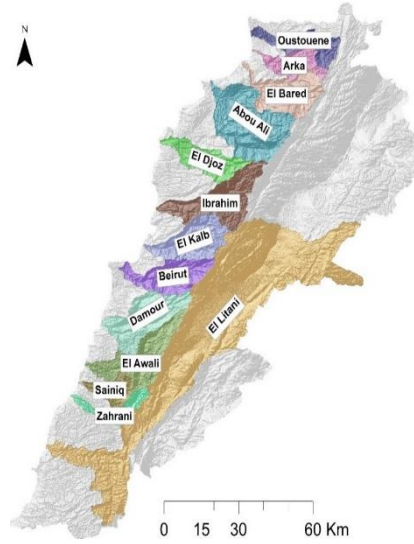 N
Oustouene
Arka
El Bared
Abou Ali
El Djoz
Ibrahim
El Kalb
Beirut
Damour
El Litani
El Awali
Sainiq
Zahrani
0 15 30 60 Km